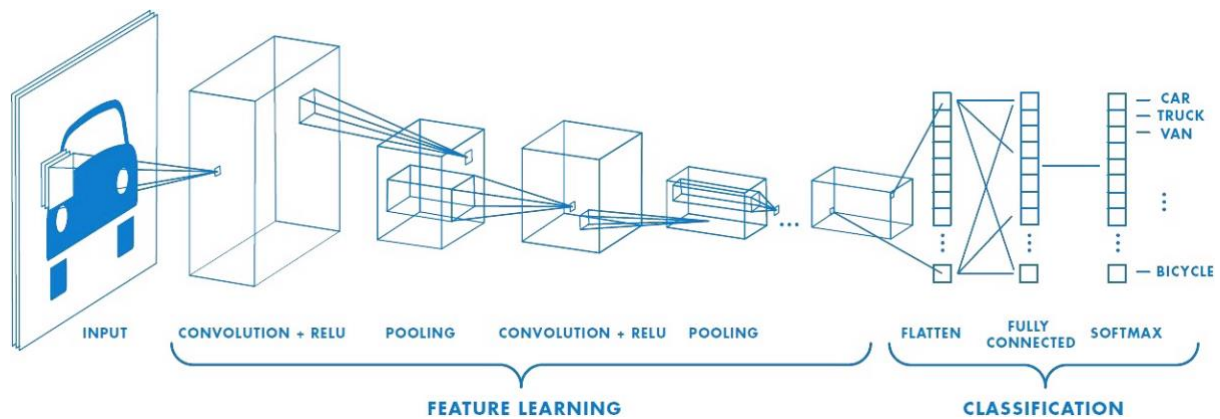 CAR
TRUCK
VAN
BICYCLE
INPUT
CONVOLUTION + RELU
POOLING
CONVOLUTION + RELU
POOLING
FLATTEN
FULLY
CONNECTED
SOFTMAX
FEATURE LEARNING
CLASSIFICATION